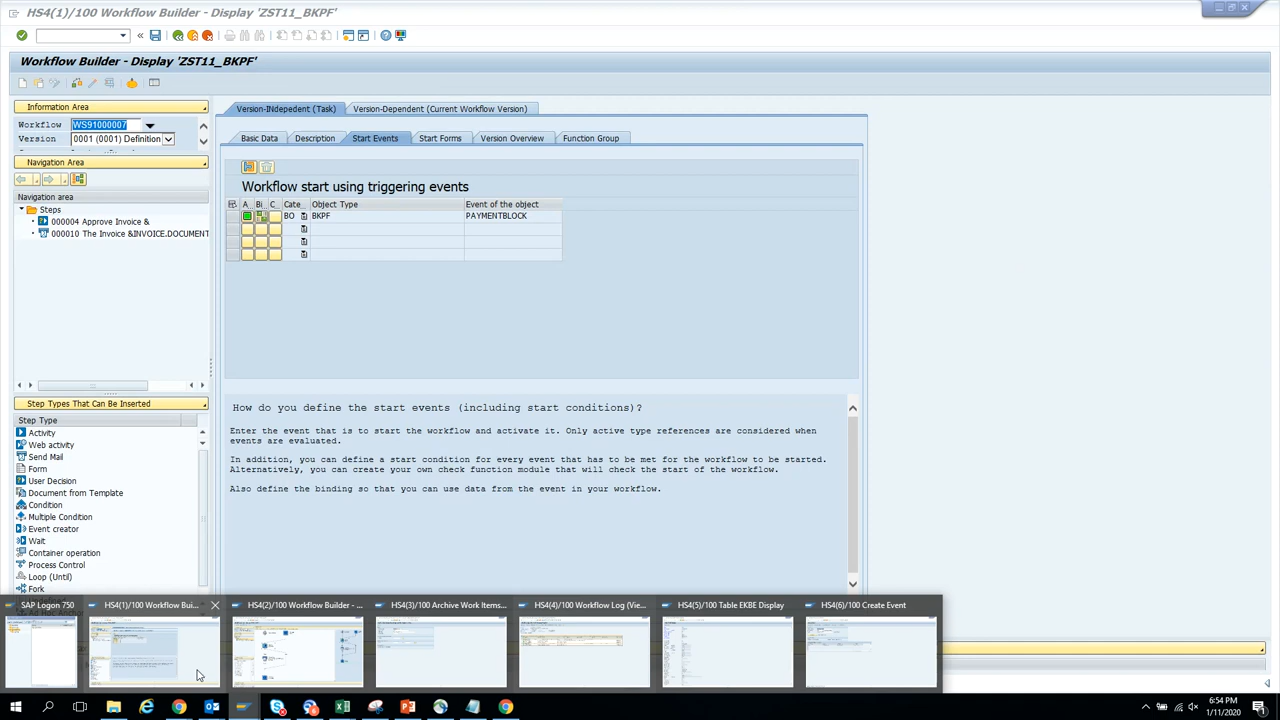 HS4(1)/100 Workflow Builder - Display 'ZST11_BKPF'
Workflow Builder - Display 'ZST11_BKPF'
Information Area
Workflow WS91000007
Version 0001 (0001) Definition
Navigation Area
Navigation area
Steps
000004 Approve Invoice &
000010 The Invoice &INVOICE.DOCUMENT
Step Types That Can Be Inserted
Step Type
Activity
Web activity
Send Mail
Form
User Decision
Document from Template
Condition
Multiple Condition
Event creator
Wait
Container operation
Process Control
Loop (Until)
Fork
Version-INdepedent (Task) Version-Dependent (Current Workflow Version)
Basic Data Description Start Events Start Forms Version Overview Function Group
Workflow start using triggering events
A.. Bi.. C.. Cate... Object Type Event of the object
BO BKPF PAYMENTBLOCK
How do you define the start events (including start conditions)?
Enter the event that is to start the workflow and activate it. Only active type references are considered when
events are evaluated.
In addition, you can define a start condition for every event that has to be met for the workflow to be started.
Alternatively, you can create your own check function module that will check the start of the workflow.
Also define the binding so that you can use data from the event in your workflow.
SAP Logon 750 HS4(1)/100 Workflow Bui... HS4(2)/100 Workflow Builder - ... HS4(3)/100 Archive Work Items... HS4(4)/100 Workflow Log (Vie... HS4(5)/100 Table EKBE Display HS4(6)/100 Create Event
6:54 PM
1/11/2020